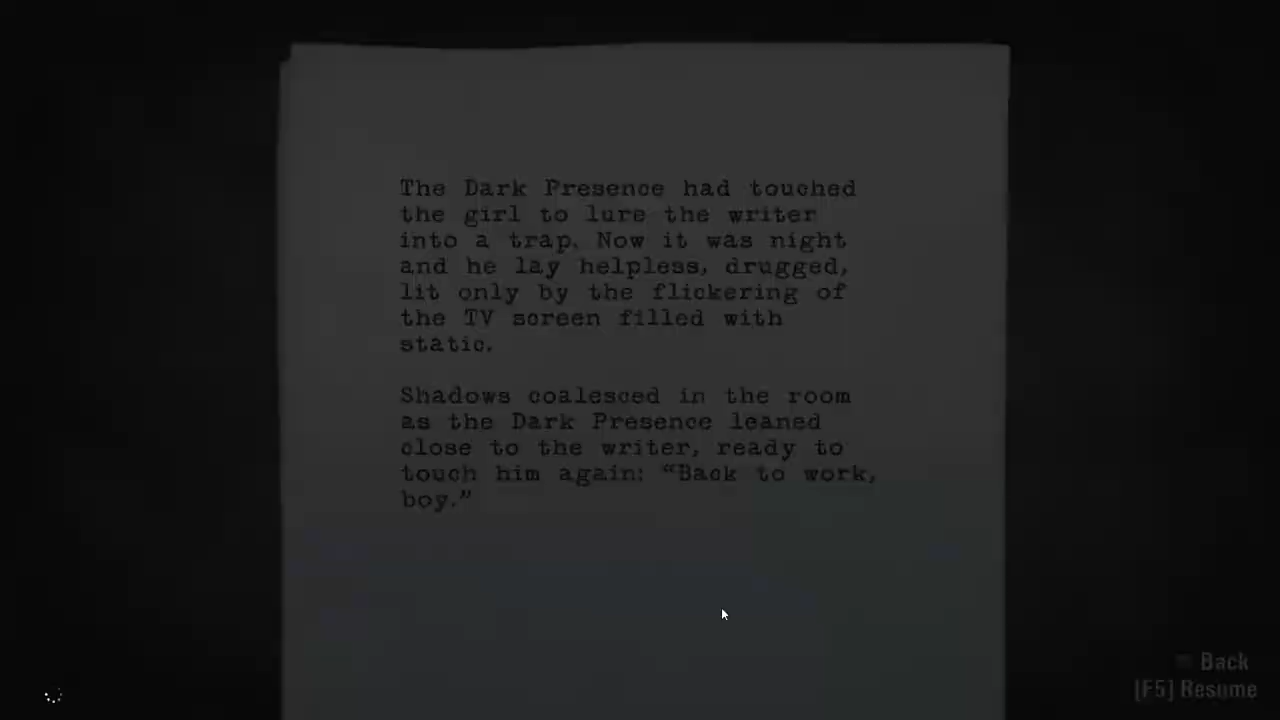 The Dark Presence had touched
the girl to lure the writer
into a trap. Now it was night
and he lay helpless, drugged,
lit only by the flickering of
the TV screen filled with
static.
Shadows coalesced in the room
as the Dark Presence leaned
close to the writer, ready to
touch him again: “Back to work,
boy.”
Back
[F5] Resume